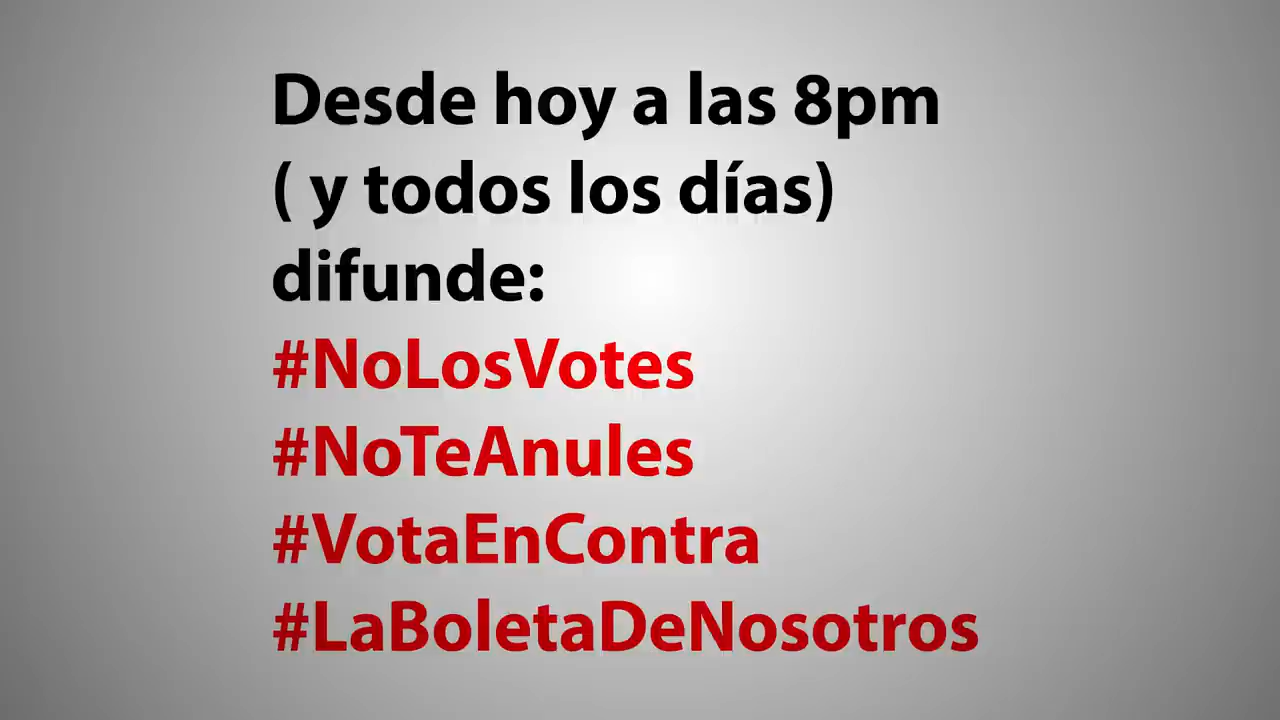 Desde hoy a las 8pm
( y todos los días)
difunde:
#NoLosVotes
#NoTeAnules
#VotaEnContra
#LaBoletaDeNosotros